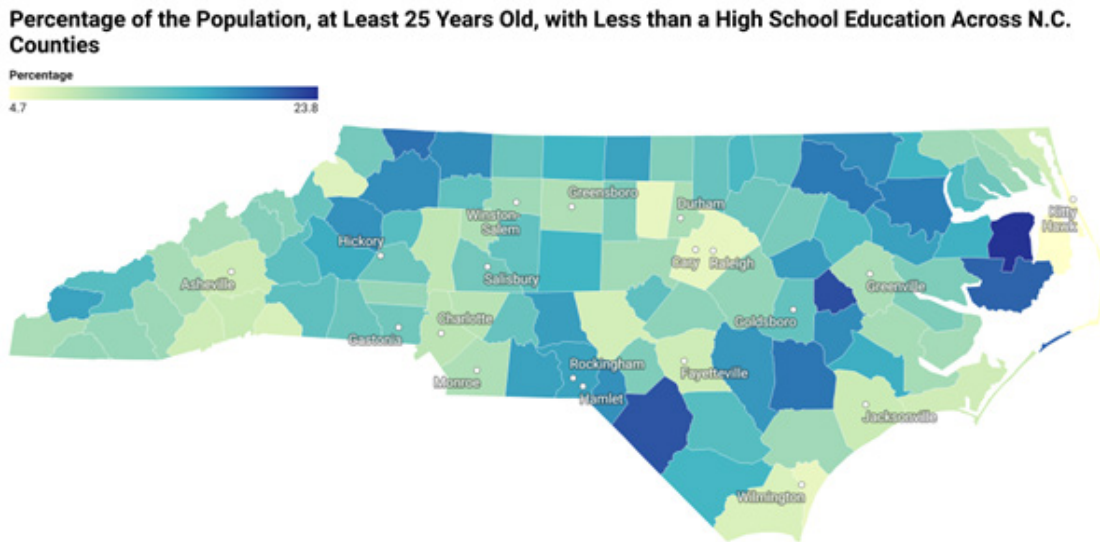 Percentage of the Population, at Least 25 Years Old, with Less than a High School Education Across N.C.
Counties
Percentage
4.7
23.8
Greensboro
Durham
Winston-
Salem
Kitty
Hawk
Hickory
Cary
Raleigh
Asheville
Salisbury
Greenville
Charlotte
Goldsboro
Gastonia
Rockingham
Fayetteville
Monroe
Hamlet
Jacksonville
Wilmington